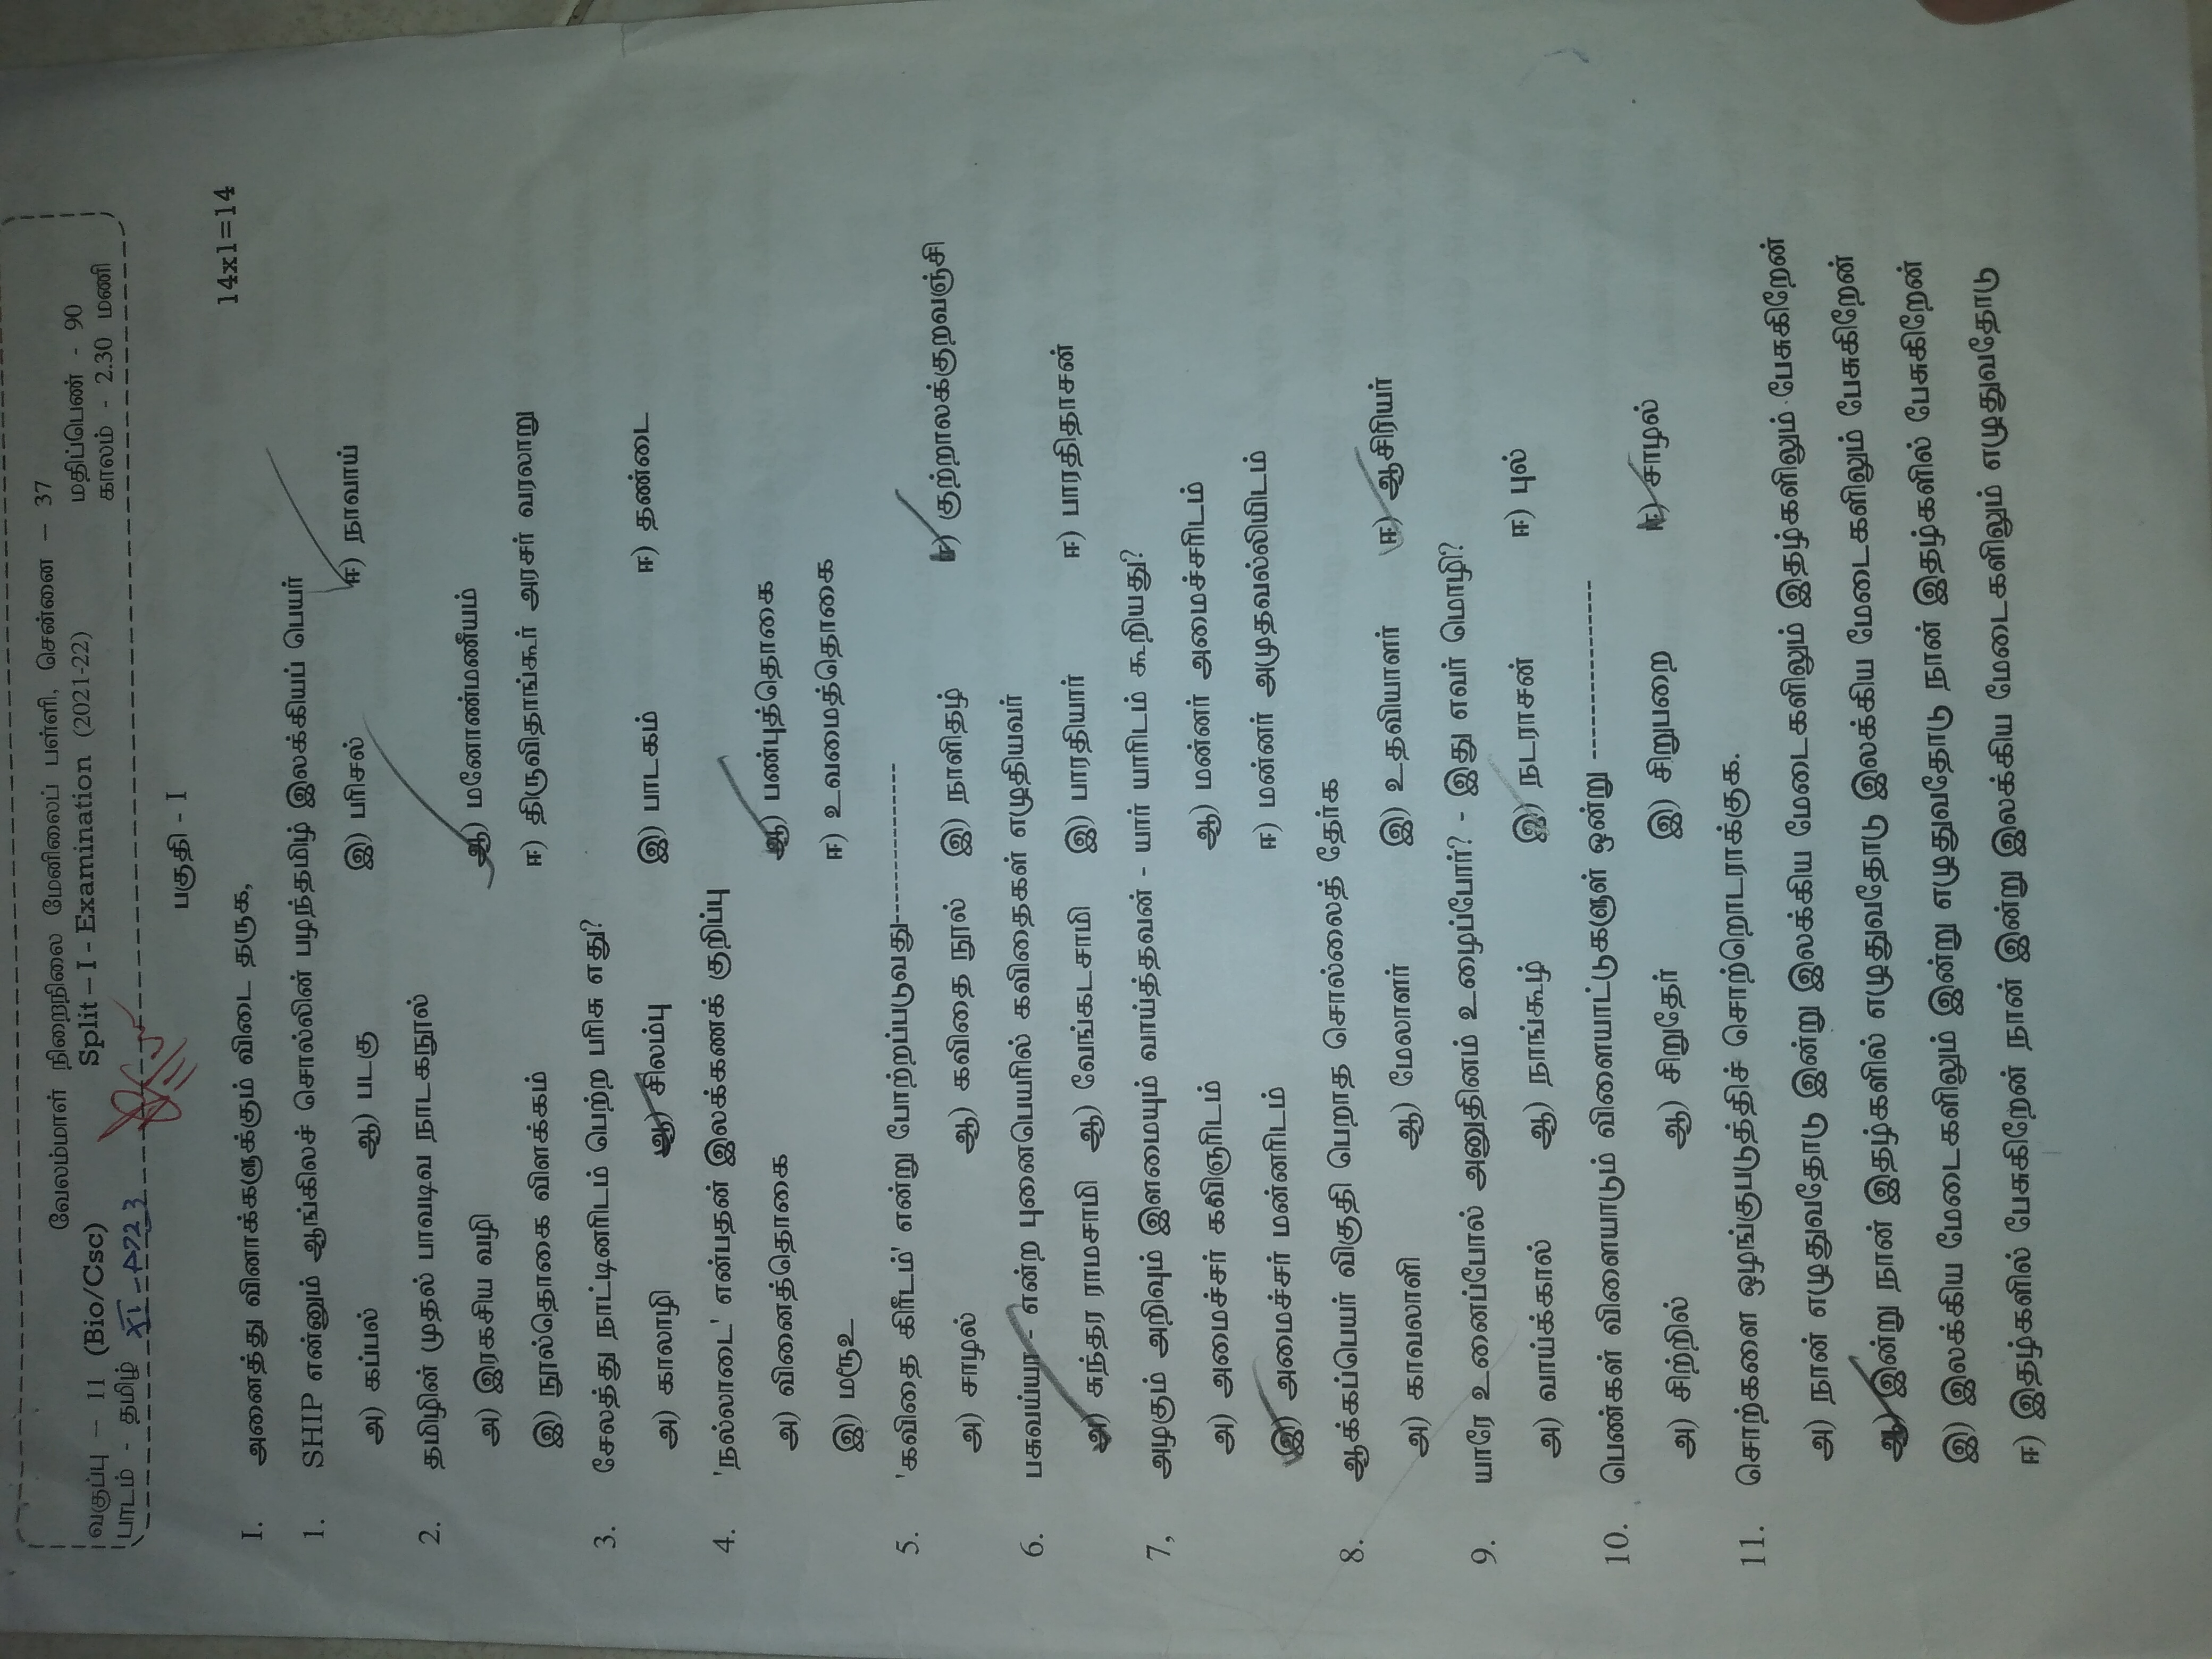 வேலம்மாள் நிறைநிலை மேனிலைப் பள்ளி, சென்னை – 37
வகுப்பு – 11 (Bio/Csc) Split – I - Examination (2021-22) மதிப்பெண் - 90
பாடம் - தமிழ் XI - A723 காலம் - 2.30 மணி
பகுதி - I
I. அனைத்து வினாக்களுக்கும் விடை தருக, 14x1=14
1. SHIP என்னும் ஆங்கிலச் சொல்லின் பழந்தமிழ் இலக்கியப் பெயர்
அ) கப்பல் ஆ) படகு இ) பரிசல் ஈ) நாவாய்
2. தமிழின் முதல் பாவடிவ நாடகநூல்
அ) இரகசிய வழி ஆ) மனோண்மணீயம்
இ) நூல்தொகை விளக்கம் ஈ) திருவிதாங்கூர் அரசர் வரலாறு
3. சேலத்து நாட்டினரிடம் பெற்ற பரிசு எது?
அ) காலாழி ஆ) சிலம்பு இ) பாடகம் ஈ) தண்டை
4. 'நல்லாடை' என்பதன் இலக்கணக் குறிப்பு
அ) வினைத்தொகை ஆ) பண்புத்தொகை
இ) மரூஉ ஈ) உவமைத்தொகை
5. 'கவிதை கிரீடம்' என்று போற்றப்படுவது---------------
அ) சாழல் ஆ) கவிதை நூல் இ) நாளிதழ் ஈ) குற்றாலக்குறவஞ்சி
6. பசுவய்யா - என்ற புனைபெயரில் கவிதைகள் எழுதியவர்
அ) சுந்தர ராமசாமி ஆ) வேங்கடசாமி இ) பாரதியார் ஈ) பாரதிதாசன்
7, அழகும் அறிவும் இளமையும் வாய்த்தவன் - யார் யாரிடம் கூறியது?
அ) அமைச்சர் கவிஞரிடம் ஆ) மன்னர் அமைச்சரிடம்
இ) அமைச்சர் மன்னரிடம் ஈ) மன்னர் அமுதவல்லியிடம்
8. ஆக்கப்பெயர் விகுதி பெறாத சொல்லைத் தேர்க
அ) காவலாளி ஆ) மேலாளர் இ) உதவியாளர் ஈ) ஆசிரியர்
9. யாரே உனைப்போல் அனுதினம் உழைப்போர்? - இது எவர் மொழி?
அ) வாய்க்கால் ஆ) நாங்கூழ் இ) நடராசன் ஈ) புல்
10. பெண்கள் விளையாடும் விளையாட்டுகளுள் ஒன்று ----------------
அ) சிற்றில் ஆ) சிறுதேர் இ) சிறுபறை ஈ) சாழல்
11. சொற்களை ஒழங்குபடுத்திச் சொற்றொடராக்குக.
அ) நான் எழுதுவதோடு இன்று இலக்கிய மேடைகளிலும் இதழ்களிலும் பேசுகிறேன்
ஆ) இன்று நான் இதழ்களில் எழுதுவதோடு இலக்கிய மேடைகளிலும் பேசுகிறேன்
இ) இலக்கிய மேடைகளிலும் இன்று எழுதுவதோடு நான் இதழ்களில் பேசுகிறேன்
ஈ) இதழ்களில் பேசுகிறேன் நான் இன்று இலக்கிய மேடைகளிலும் எழுதுவதோடு